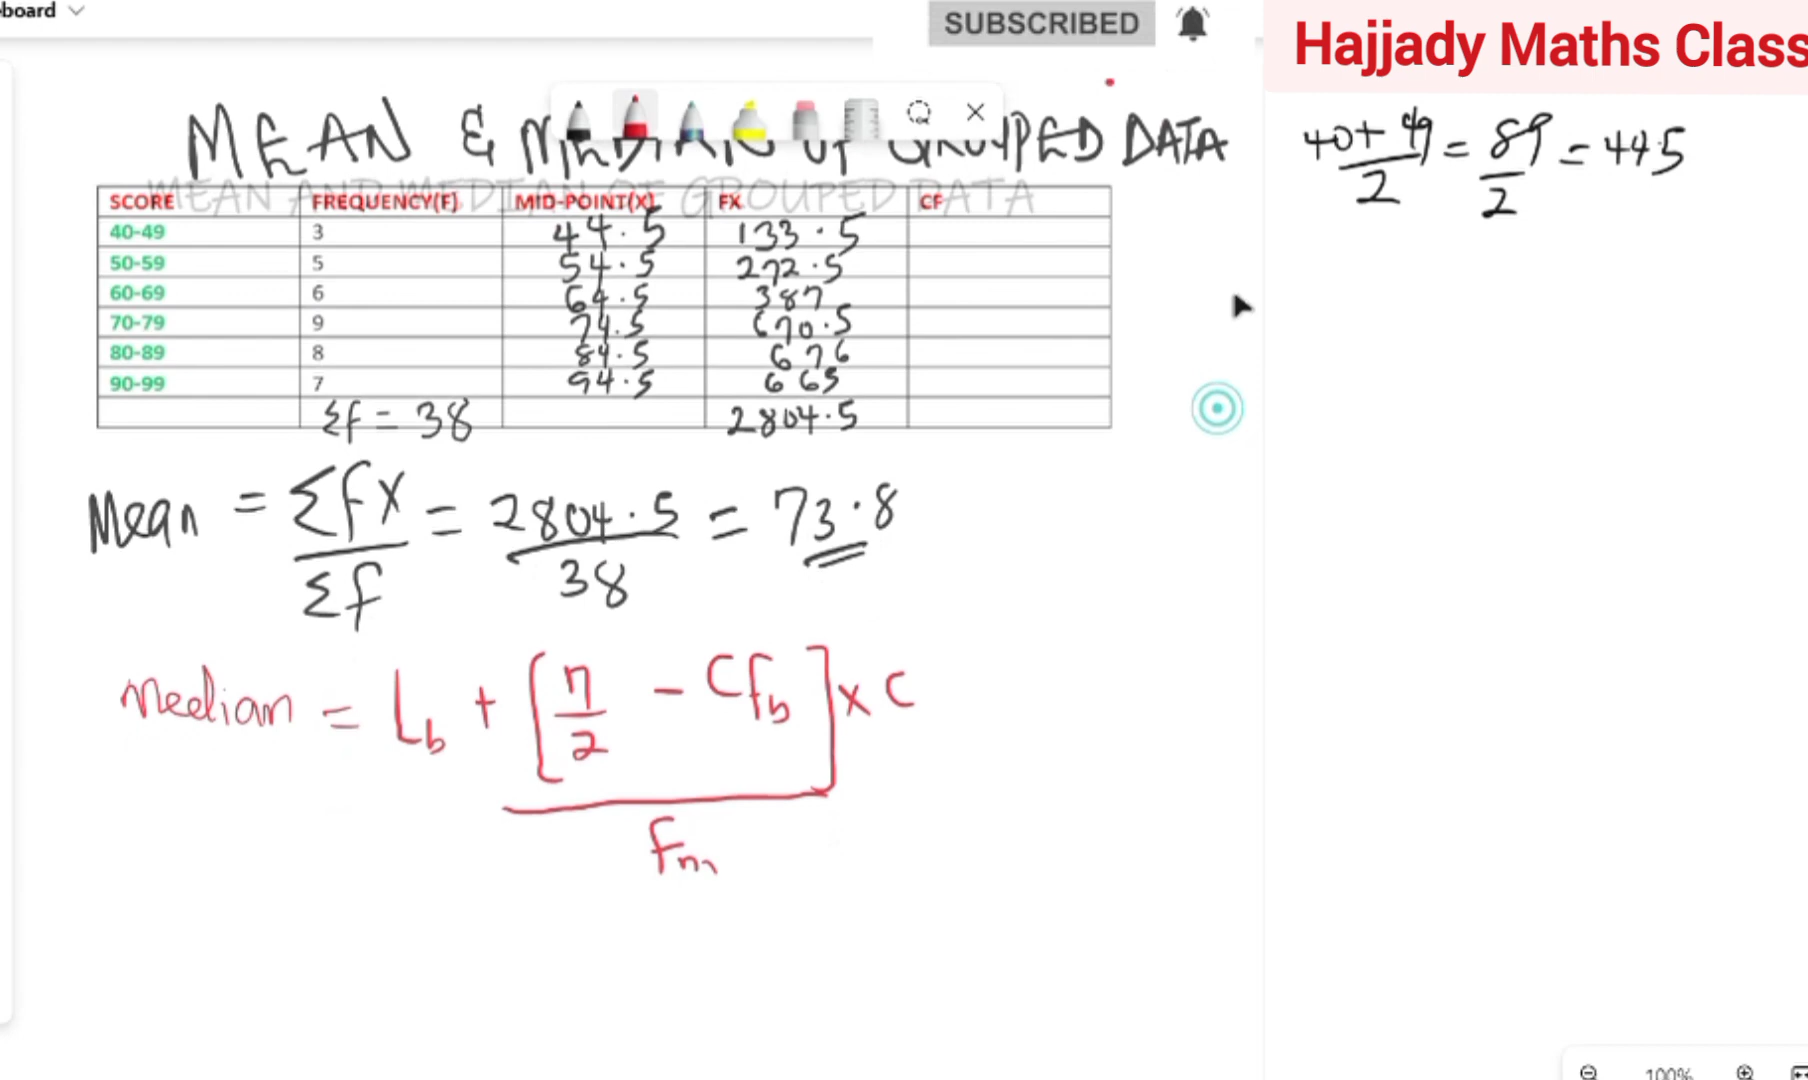 board
SUBSCRIBED
Hajjady Maths Class
MEAN & MEDIAN OF GROUPED DATA
MEAN AND MEDIAN OF GROUPED DATA
SCORE FREQUENCY(F) MID-POINT(X) FX CF
40-49 3 44.5 133.5
50-59 5 54.5 272.5
60-69 6 64.5 387
70-79 9 74.5 670.5
80-89 8 84.5 676
90-99 7 94.5 665
Σf = 38 2804.5
Mean = Σfx / Σf = 2804.5 / 38 = 73.8
Median = Lb + [n/2 - Cfb] x C
Fm
40+49 / 2 = 89 / 2 = 44.5
100%